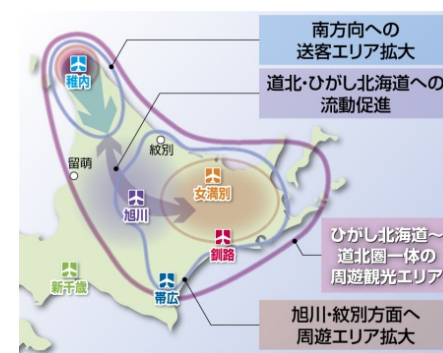 南方向への
送客エリア拡大
道北・ひがし北海道への
流動促進
稚内
留萌
紋別
旭川
女満別
釧路
新千歳
帯広
ひがし北海道～
道北圏一体の
周遊観光エリア
旭川・紋別方面へ
周遊エリア拡大